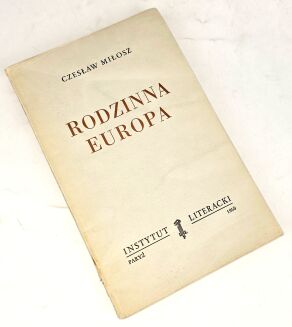 CZESŁAW MIŁOSZ
RODZINNA
EUROPA
INSTYTUT LITERACKI
PARYŻ 1959